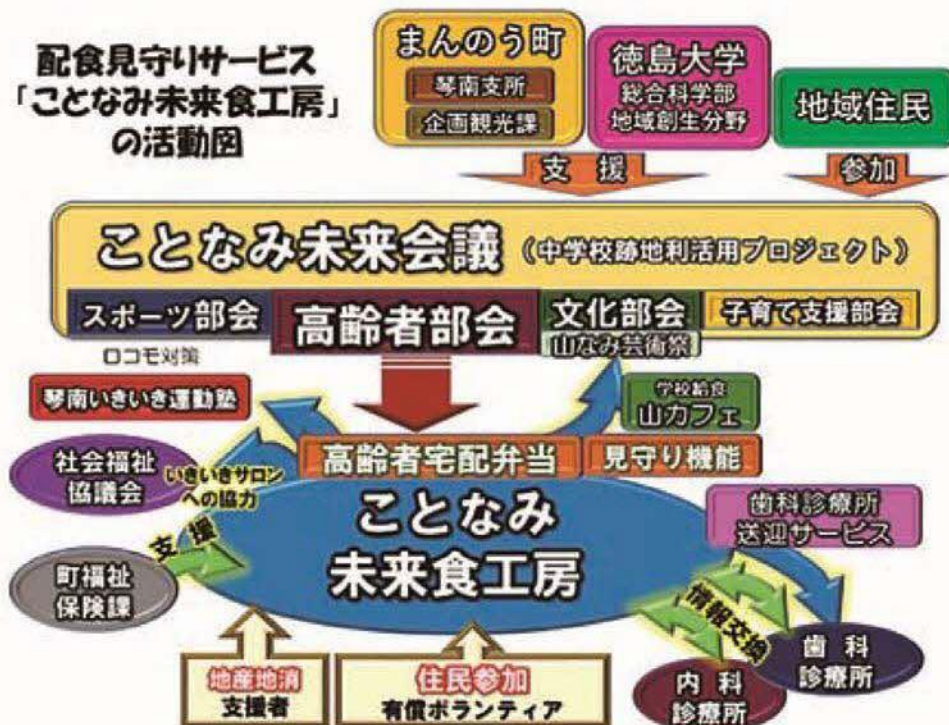 配食見守りサービス
「ことなみ未来食工房」
の活動図
まんのう町
琴南支所
企画観光課
徳島大学
総合科学部
地域創生分野
地域住民
支援
参加
ことなみ未来会議（中学校跡地利活用プロジェクト）
スポーツ部会
高齢者部会
文化部会
山なみ芸術祭
子育て支援部会
ロコモ対策
琴南いきいき運動塾
学校給食
山カフェ
社会福祉
協議会
いきいきサロン
への協力
高齢者宅配弁当
見守り機能
ことなみ
未来食工房
歯科診療所
送迎サービス
支援
町福祉
保険課
情報交換
地産地消
支援者
住民参加
有償ボランティア
内科
診療所
歯科
診療所